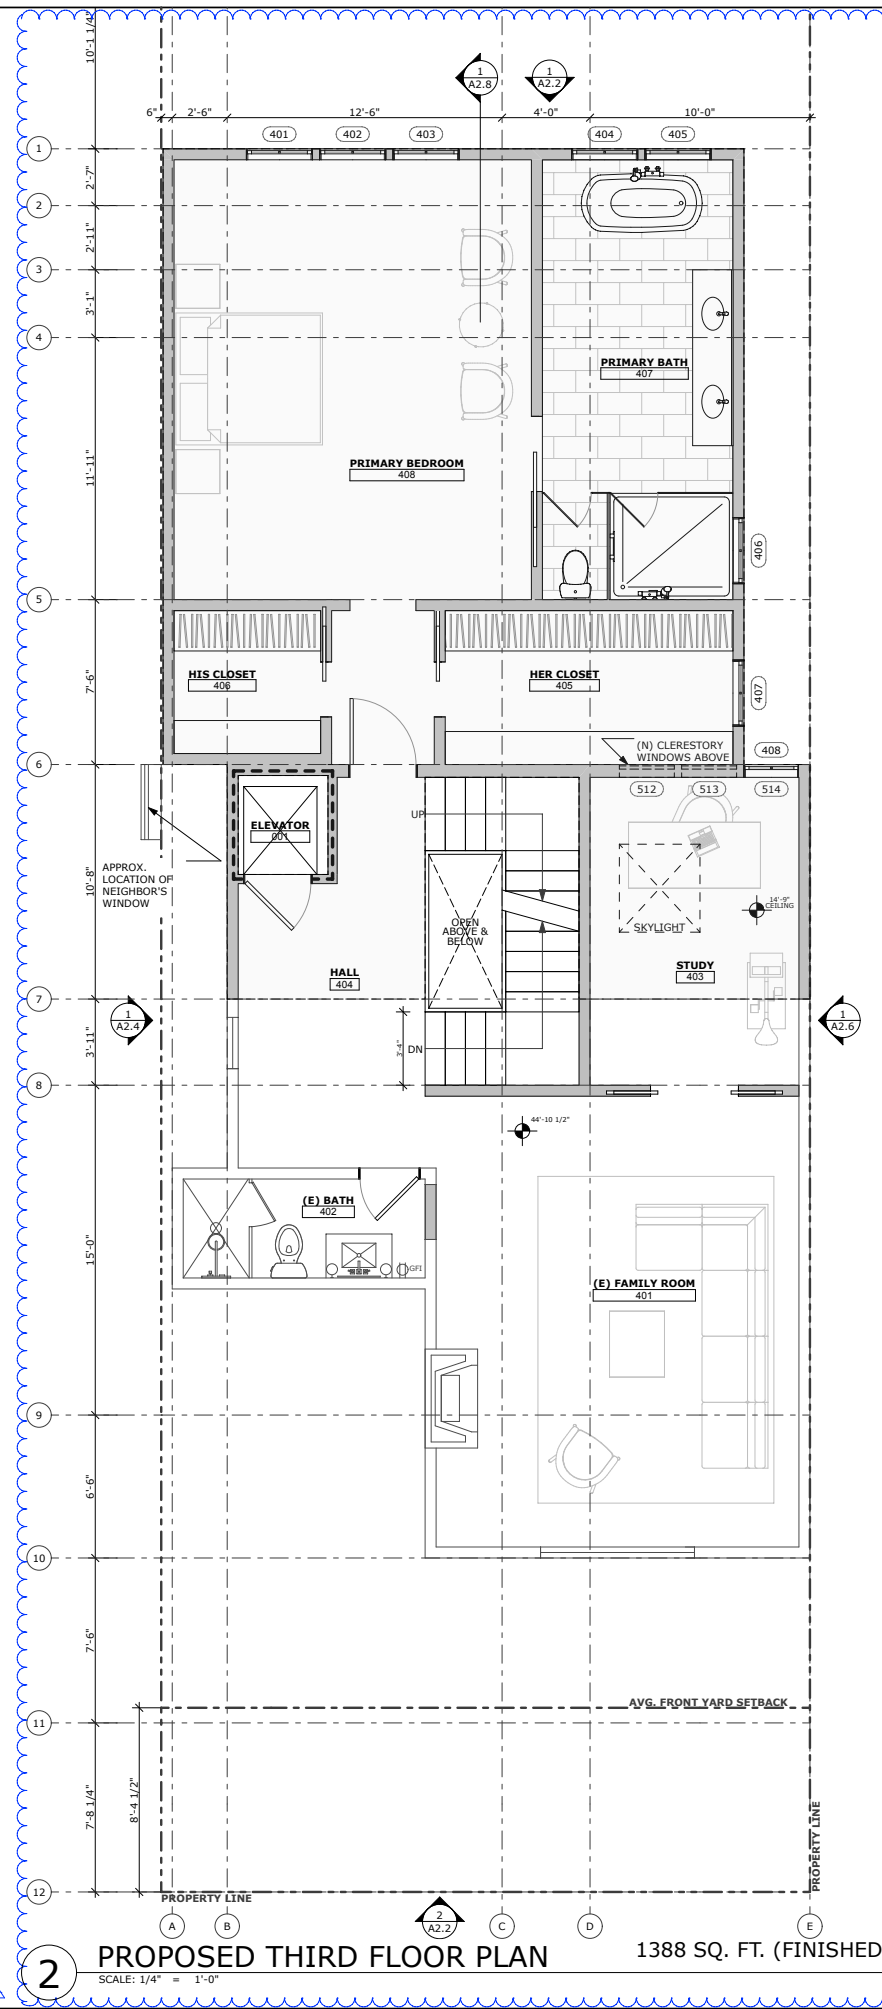 10'-1 1/4"
1
A2.8
1
A2.2
6"
2'-6"
12'-6"
4'-0"
10'-0"
401
402
403
404
405
1
2'-7"
2
2'-11"
3
3'-1"
4
PRIMARY BATH
407
11'-11"
PRIMARY BEDROOM
408
406
5
7'-6"
HIS CLOSET
406
HER CLOSET
405
407
(N) CLERESTORY
WINDOWS ABOVE
408
6
512
513
514
UP
ELEVATOR
001
10'-8"
APPROX.
LOCATION OF
NEIGHBOR'S
WINDOW
14'-9"
CEILING
OPEN
ABOVE &
BELOW
SKYLIGHT
HALL
404
STUDY
403
7
1
A2.4
1
A2.6
3'-11"
3'-4"
DN
8
44'-10 1/2"
(E) BATH
402
15'-0"
GFI
(E) FAMILY ROOM
401
9
6'-6"
10
7'-6"
AVG. FRONT YARD SETBACK
11
7'-8 1/4"
8'-4 1/2"
PROPERTY LINE
12
PROPERTY LINE
A
B
2
A2.2
C
D
E
2
PROPOSED THIRD FLOOR PLAN
1388 SQ. FT. (FINISHED
SCALE: 1/4" = 1'-0"